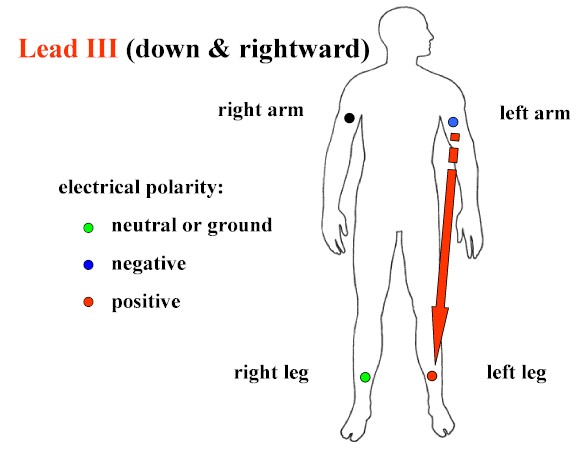 Lead III (down & rightward)
right arm
left arm
electrical polarity:
neutral or ground
negative
positive
right leg
left leg